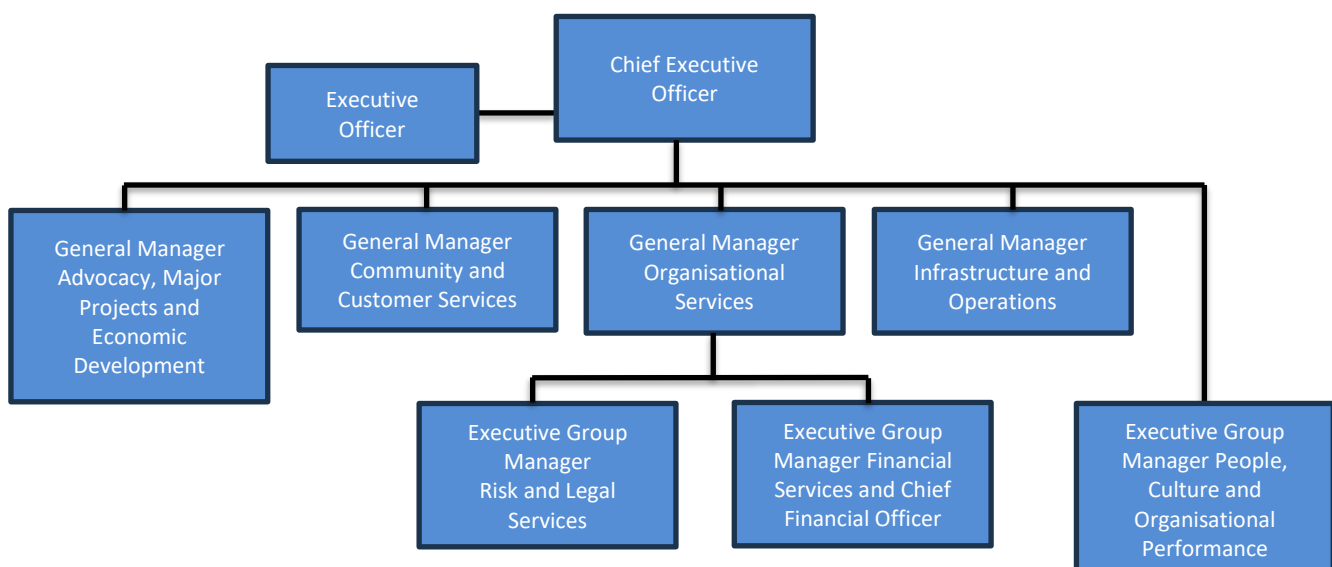 Chief Executive
Officer
Executive
Officer
General Manager
Advocacy, Major
Projects and
Economic
Development
General Manager
Community and
Customer Services
General Manager
Organisational
Services
General Manager
Infrastructure and
Operations
Executive Group
Manager
Risk and Legal
Services
Executive Group
Manager Financial
Services and Chief
Financial Officer
Executive Group
Manager People,
Culture and
Organisational
Performance